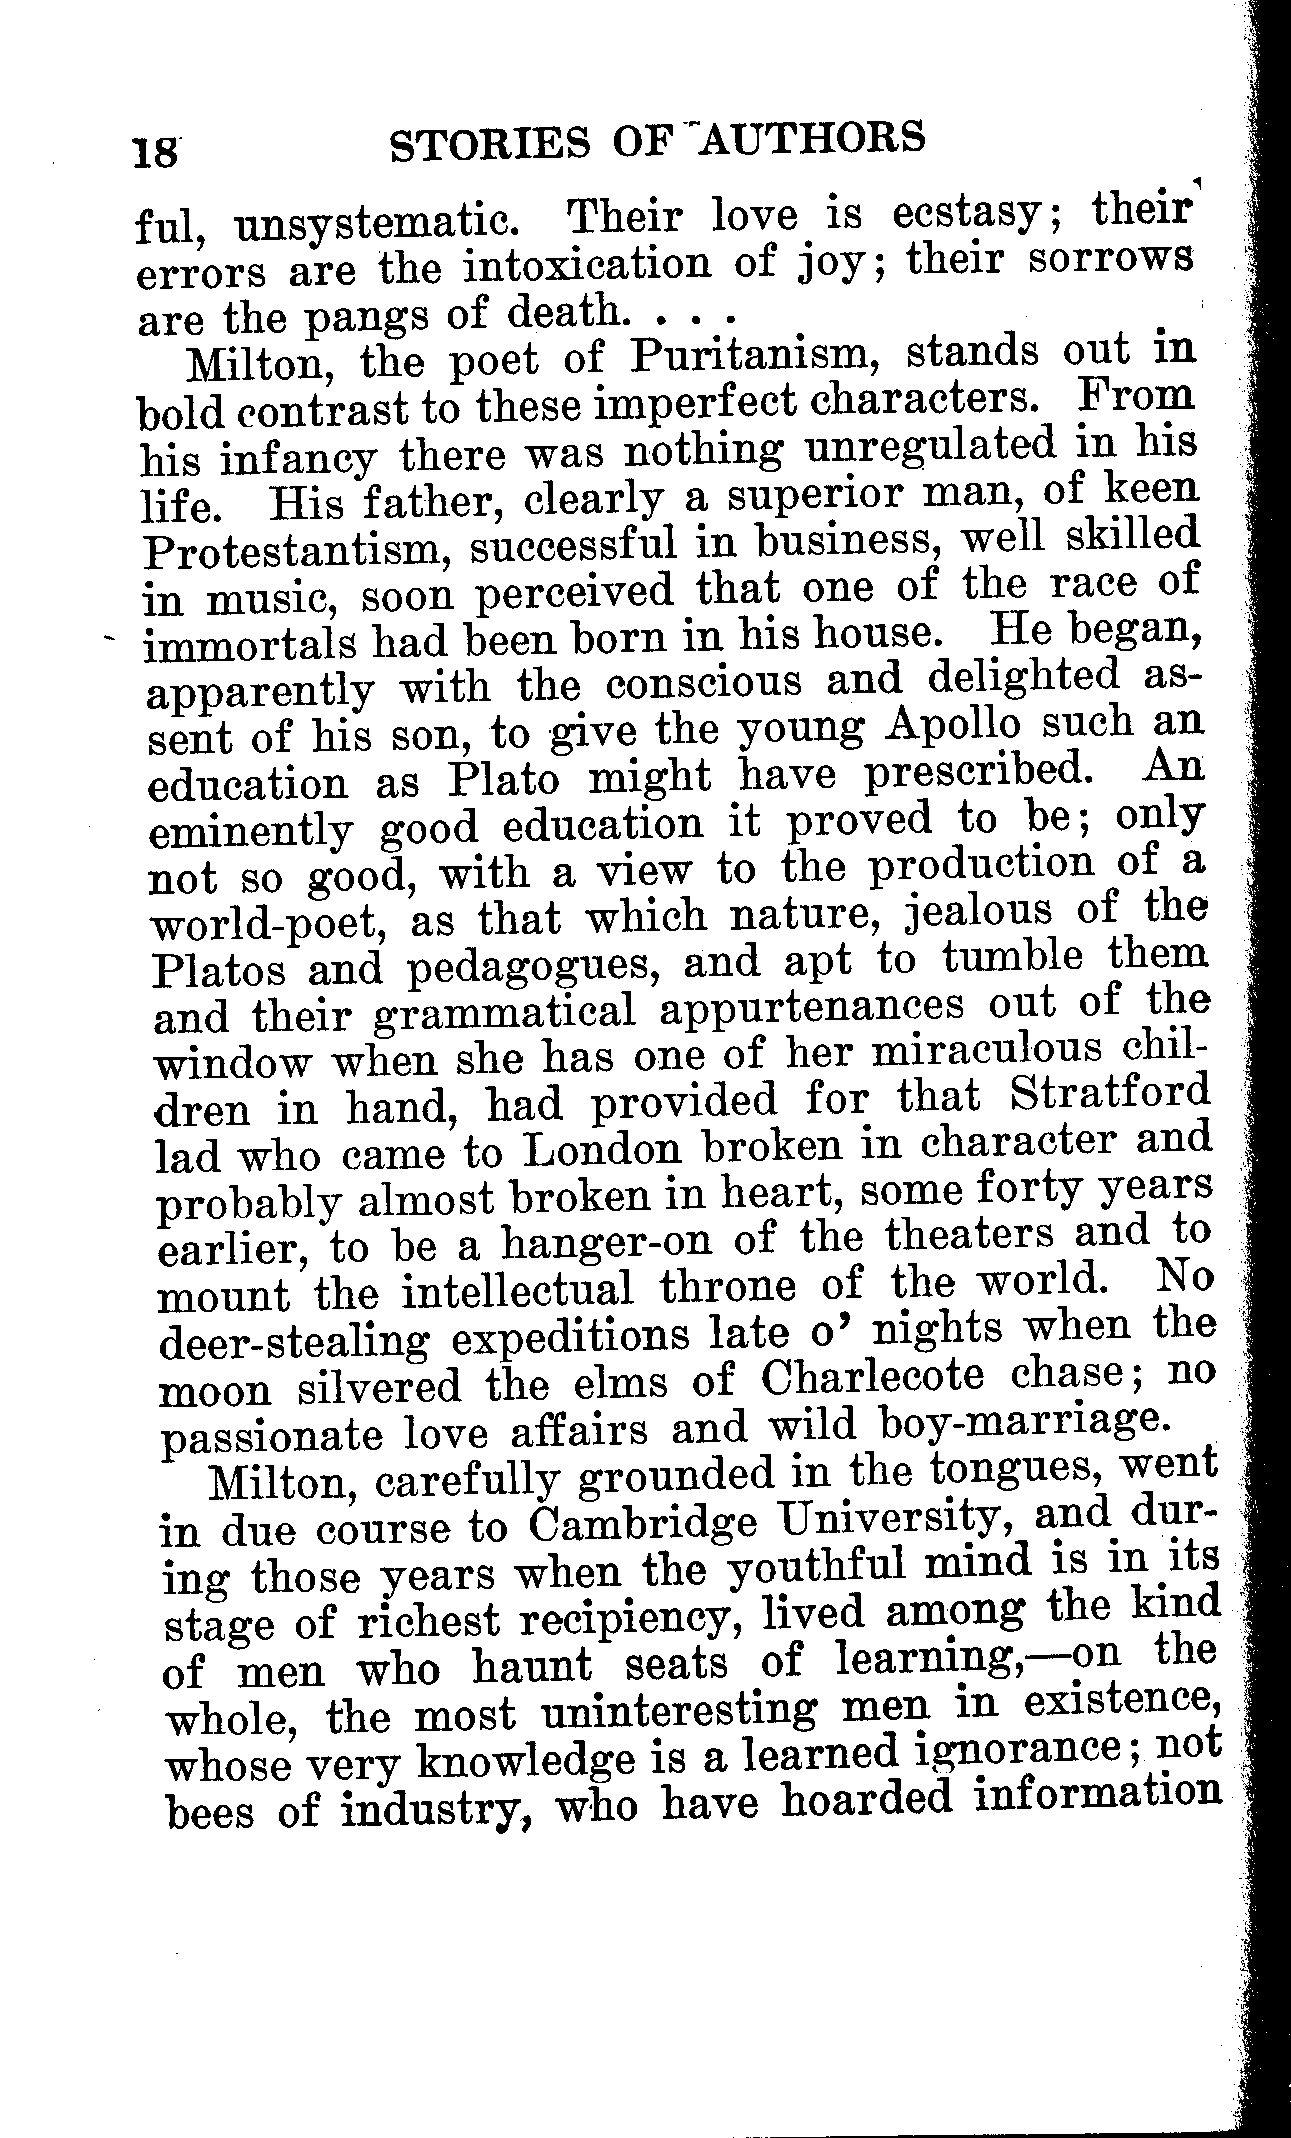 18 STORIES OF AUTHORS
ful, unsystematic. Their love is ecstasy; their
errors are the intoxication of joy; their sorrows
are the pangs of death. . . .
Milton, the poet of Puritanism, stands out in
bold contrast to these imperfect characters. From
his infancy there was nothing unregulated in his
life. His father, clearly a superior man, of keen
Protestantism, successful in business, well skilled
in music, soon perceived that one of the race of
immortals had been born in his house. He began,
apparently with the conscious and delighted as-
sent of his son, to give the young Apollo such an
education as Plato might have prescribed. An
eminently good education it proved to be; only
not so good, with a view to the production of a
world-poet, as that which nature, jealous of the
Platos and pedagogues, and apt to tumble them
and their grammatical appurtenances out of the
window when she has one of her miraculous chil-
dren in hand, had provided for that Stratford
lad who came to London broken in character and
probably almost broken in heart, some forty years
earlier, to be a hanger-on of the theaters and to
mount the intellectual throne of the world. No
deer-stealing expeditions late o' nights when the
moon silvered the elms of Charlecote chase; no
passionate love affairs and wild boy-marriage.
Milton, carefully grounded in the tongues, went
in due course to Cambridge University, and dur-
ing those years when the youthful mind is in its
stage of richest recipiency, lived among the kind
of men who haunt seats of learning,—on the
whole, the most uninteresting men in existence,
whose very knowledge is a learned ignorance; not
bees of industry, who have hoarded information